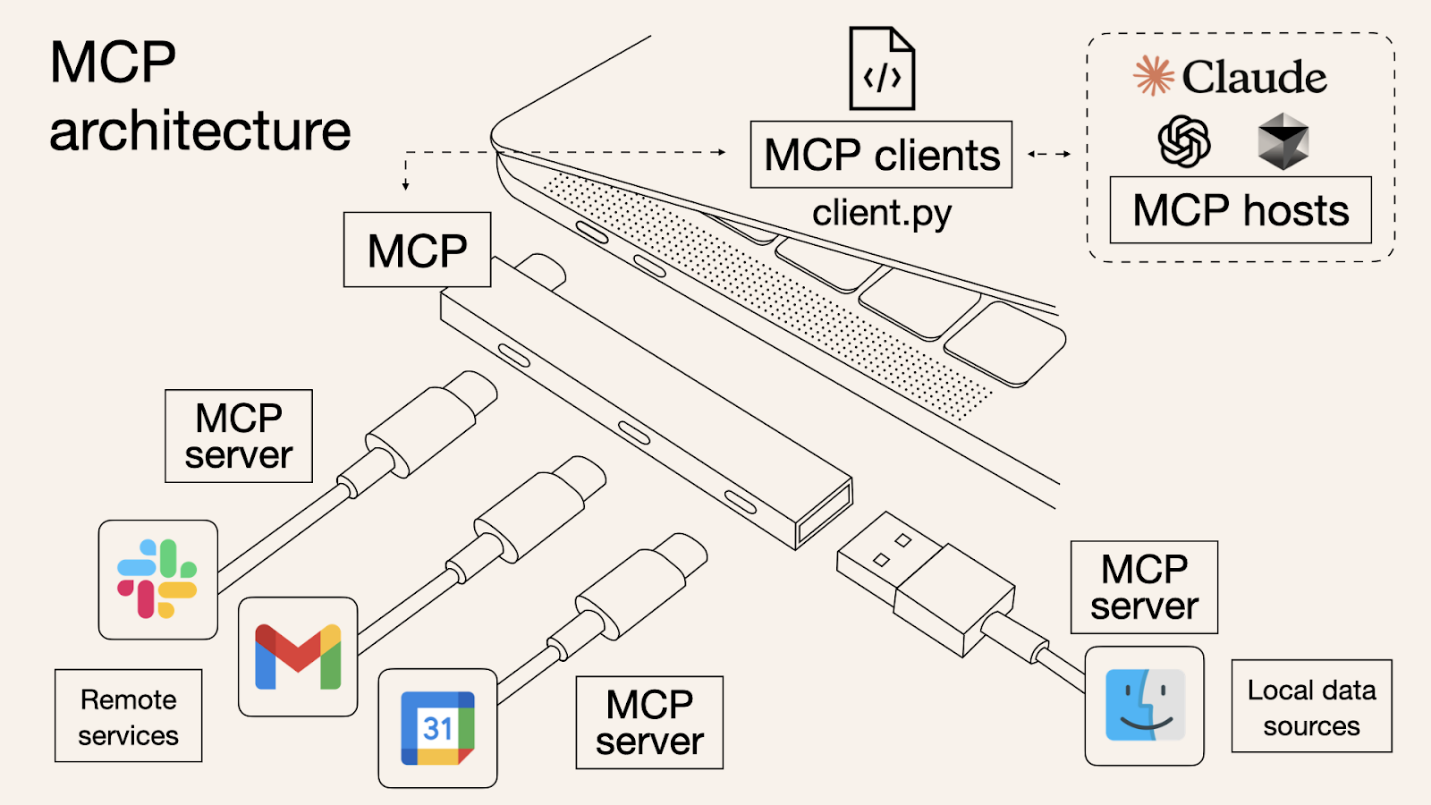 MCP
architecture
</>
MCP clients
client.py
Claude
MCP hosts
MCP
MCP
server
Remote
services
31
MCP
server
MCP
server
Local data
sources